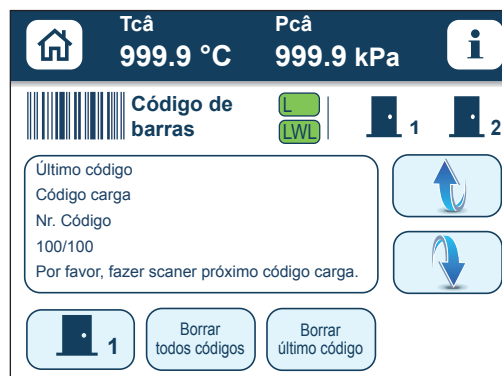 Tcâ
Pcâ
999.9 °C
999.9 kPa
i
Código de
barras
L
LWL
1
2
Último código
Código carga
Nr. Código
100/100
Por favor, fazer scaner próximo código carga.
1
Borrar
todos códigos
Borrar
último código